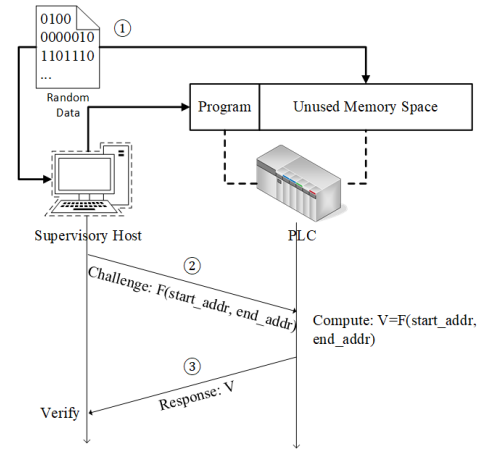 0100
0000010
1101110
...
①
Random
Data
Program
Unused Memory Space
Supervisory Host
PLC
②
Challenge: F(start_addr, end_addr)
Compute: V=F(start_addr,
end_addr)
③
Response: V
Verify